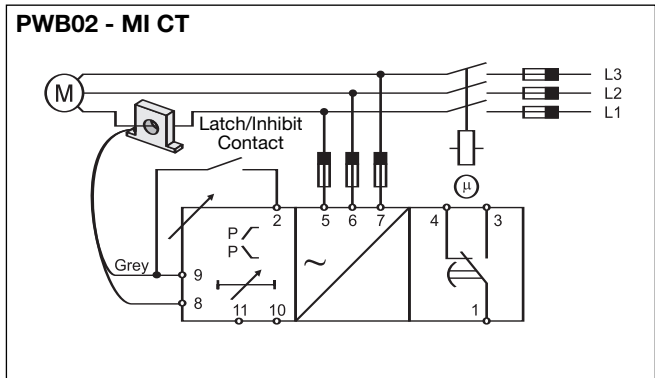 PWB02 - MI CT
L3
L2
L1
M
Latch/Inhibit
Contact
µ
2 5 6 7 4 3
P
P
~
Grey
9
8
11 10 1